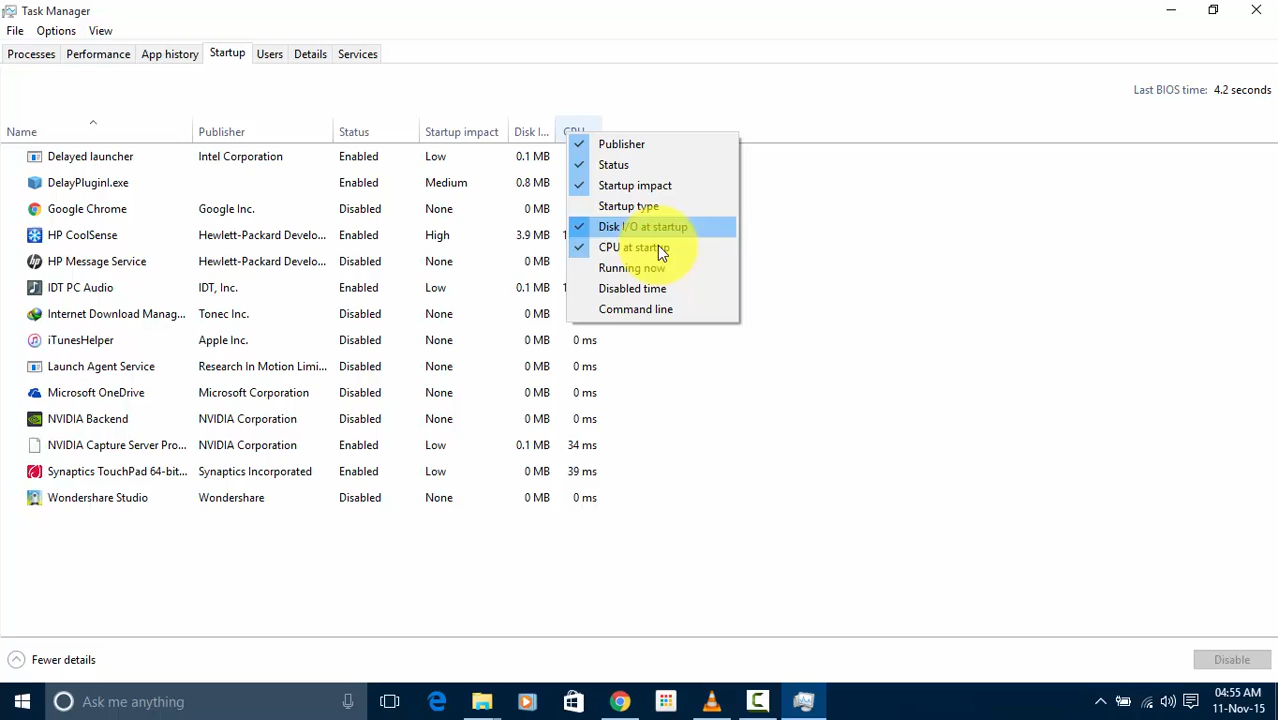 Task Manager
File Options View
Processes Performance App history Startup Users Details Services
Last BIOS time: 4.2 seconds
Name Publisher Status Startup impact Disk I... CPU
Delayed launcher Intel Corporation Enabled Low 0.1 MB
DelayPluginI.exe Enabled Medium 0.8 MB
Google Chrome Google Inc. Disabled None 0 MB
HP CoolSense Hewlett-Packard Develo... Enabled High 3.9 MB 1
HP Message Service Hewlett-Packard Develo... Disabled None 0 MB
IDT PC Audio IDT, Inc. Enabled Low 0.1 MB 1
Internet Download Manag... Tonec Inc. Disabled None 0 MB
iTunesHelper Apple Inc. Disabled None 0 MB 0 ms
Launch Agent Service Research In Motion Limi... Disabled None 0 MB 0 ms
Microsoft OneDrive Microsoft Corporation Disabled None 0 MB 0 ms
NVIDIA Backend NVIDIA Corporation Disabled None 0 MB 0 ms
NVIDIA Capture Server Pro... NVIDIA Corporation Enabled Low 0.1 MB 34 ms
Synaptics TouchPad 64-bit... Synaptics Incorporated Enabled Low 0 MB 39 ms
Wondershare Studio Wondershare Disabled None 0 MB 0 ms
Publisher
Status
Startup impact
Startup type
Disk I/O at startup
CPU at startup
Running now
Disabled time
Command line
Fewer details
Disable
Ask me anything
04:55 AM
11-Nov-15